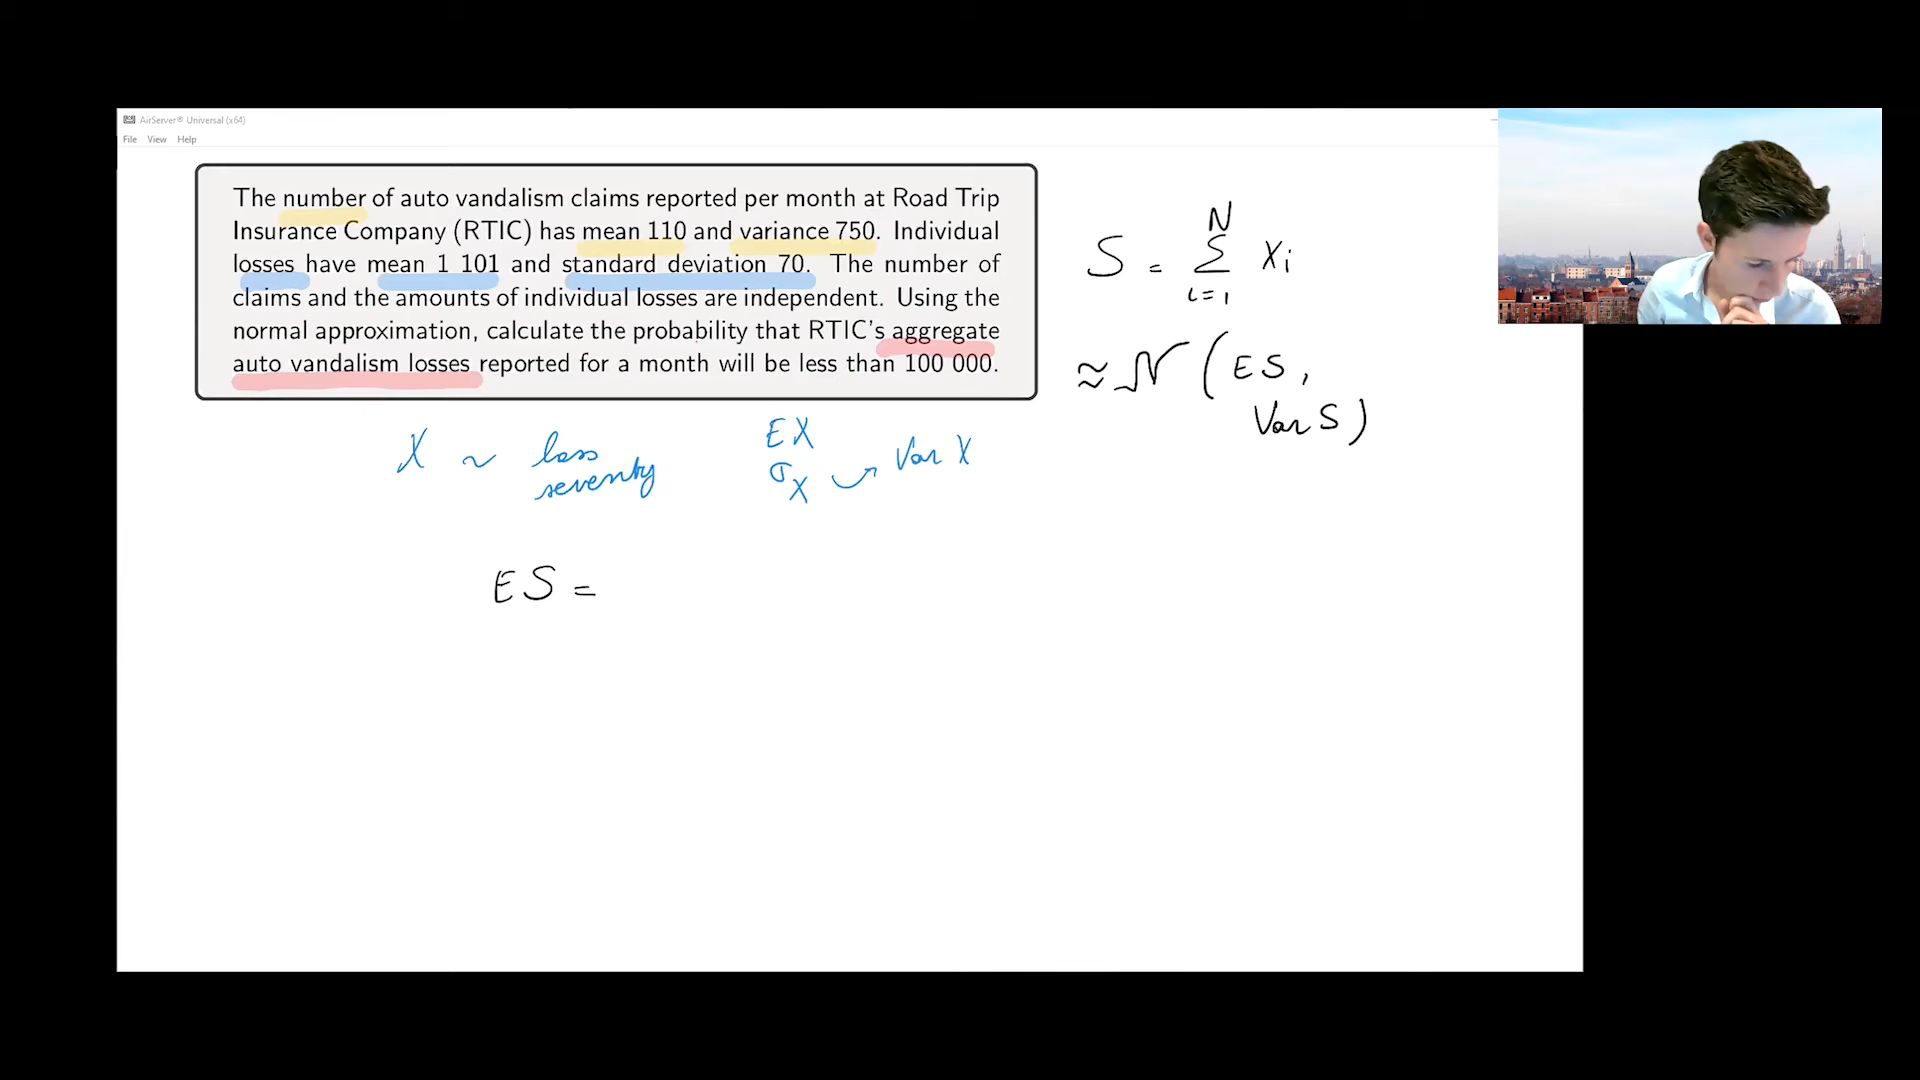 AirServer® Universal (x64)
File View Help
The number of auto vandalism claims reported per month at Road Trip
Insurance Company (RTIC) has mean 110 and variance 750. Individual
losses have mean 1 101 and standard deviation 70. The number of
claims and the amounts of individual losses are independent. Using the
normal approximation, calculate the probability that RTIC's aggregate
auto vandalism losses reported for a month will be less than 100 000.
N
S = Σ Xi
i=1
≈ N (ES,
Var S)
X ~ loss
severity
EX
σX → Var X
ES =